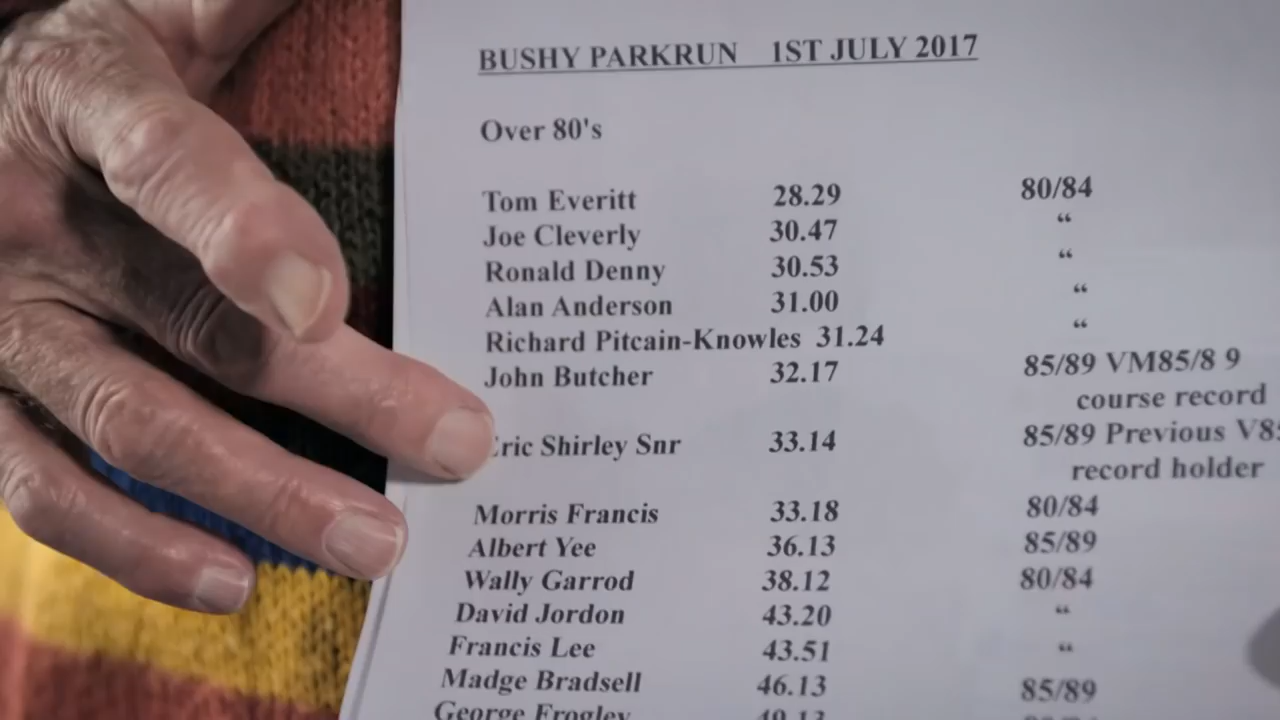 BUSHY PARKRUN 1ST JULY 2017
Over 80's
Tom Everitt 28.29 80/84
Joe Cleverly 30.47 “
Ronald Denny 30.53 “
Alan Anderson 31.00 “
Richard Pitcain-Knowles 31.24 “
John Butcher 32.17 85/89 VM85/8 9
course record
Eric Shirley Snr 33.14 85/89 Previous
record holder
Morris Francis 33.18 80/84
Albert Yee 36.13 85/89
Wally Garrod 38.12 80/84
David Jordon 43.20 “
Francis Lee 43.51 “
Madge Bradsell 46.13 85/89
George Frogley